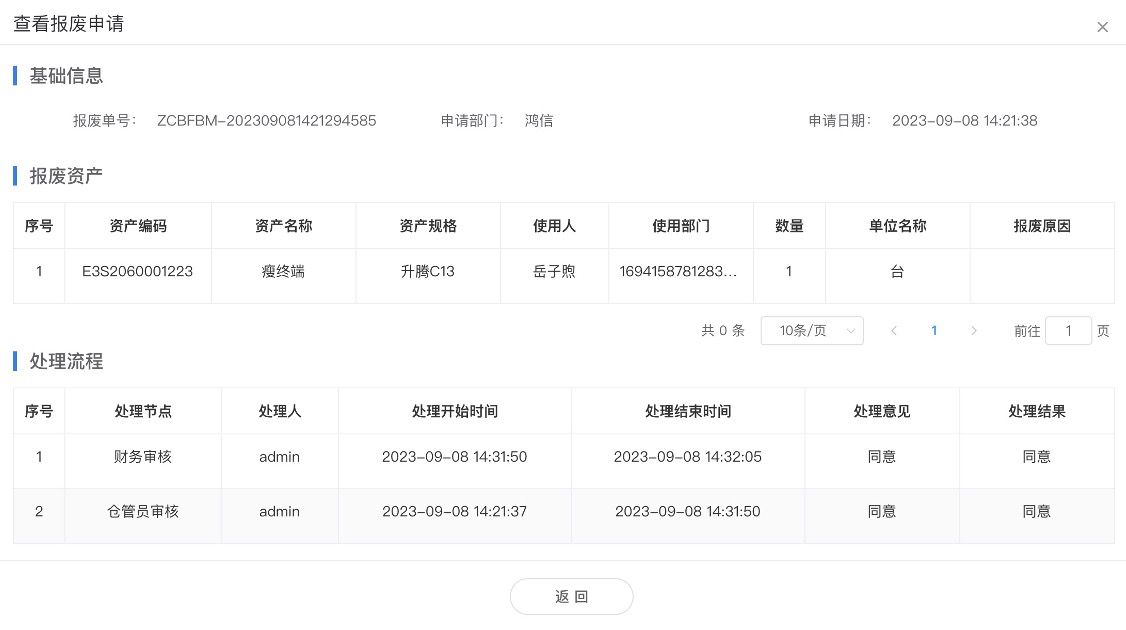 查看报废申请
基础信息
报废单号： ZCBFBM-202309081421294585 申请部门： 鸿信 申请日期： 2023-09-08 14:21:38
报废资产
序号 资产编码 资产名称 资产规格 使用人 使用部门 数量 单位名称 报废原因
1 E3S2060001223 瘦终端 升腾C13 岳子煦 1694158781283... 1 台
共 0 条 10条/页 1 前往 1 页
处理流程
序号 处理节点 处理人 处理开始时间 处理结束时间 处理意见 处理结果
1 财务审核 admin 2023-09-08 14:31:50 2023-09-08 14:32:05 同意 同意
2 仓管员审核 admin 2023-09-08 14:21:37 2023-09-08 14:31:50 同意 同意
返 回